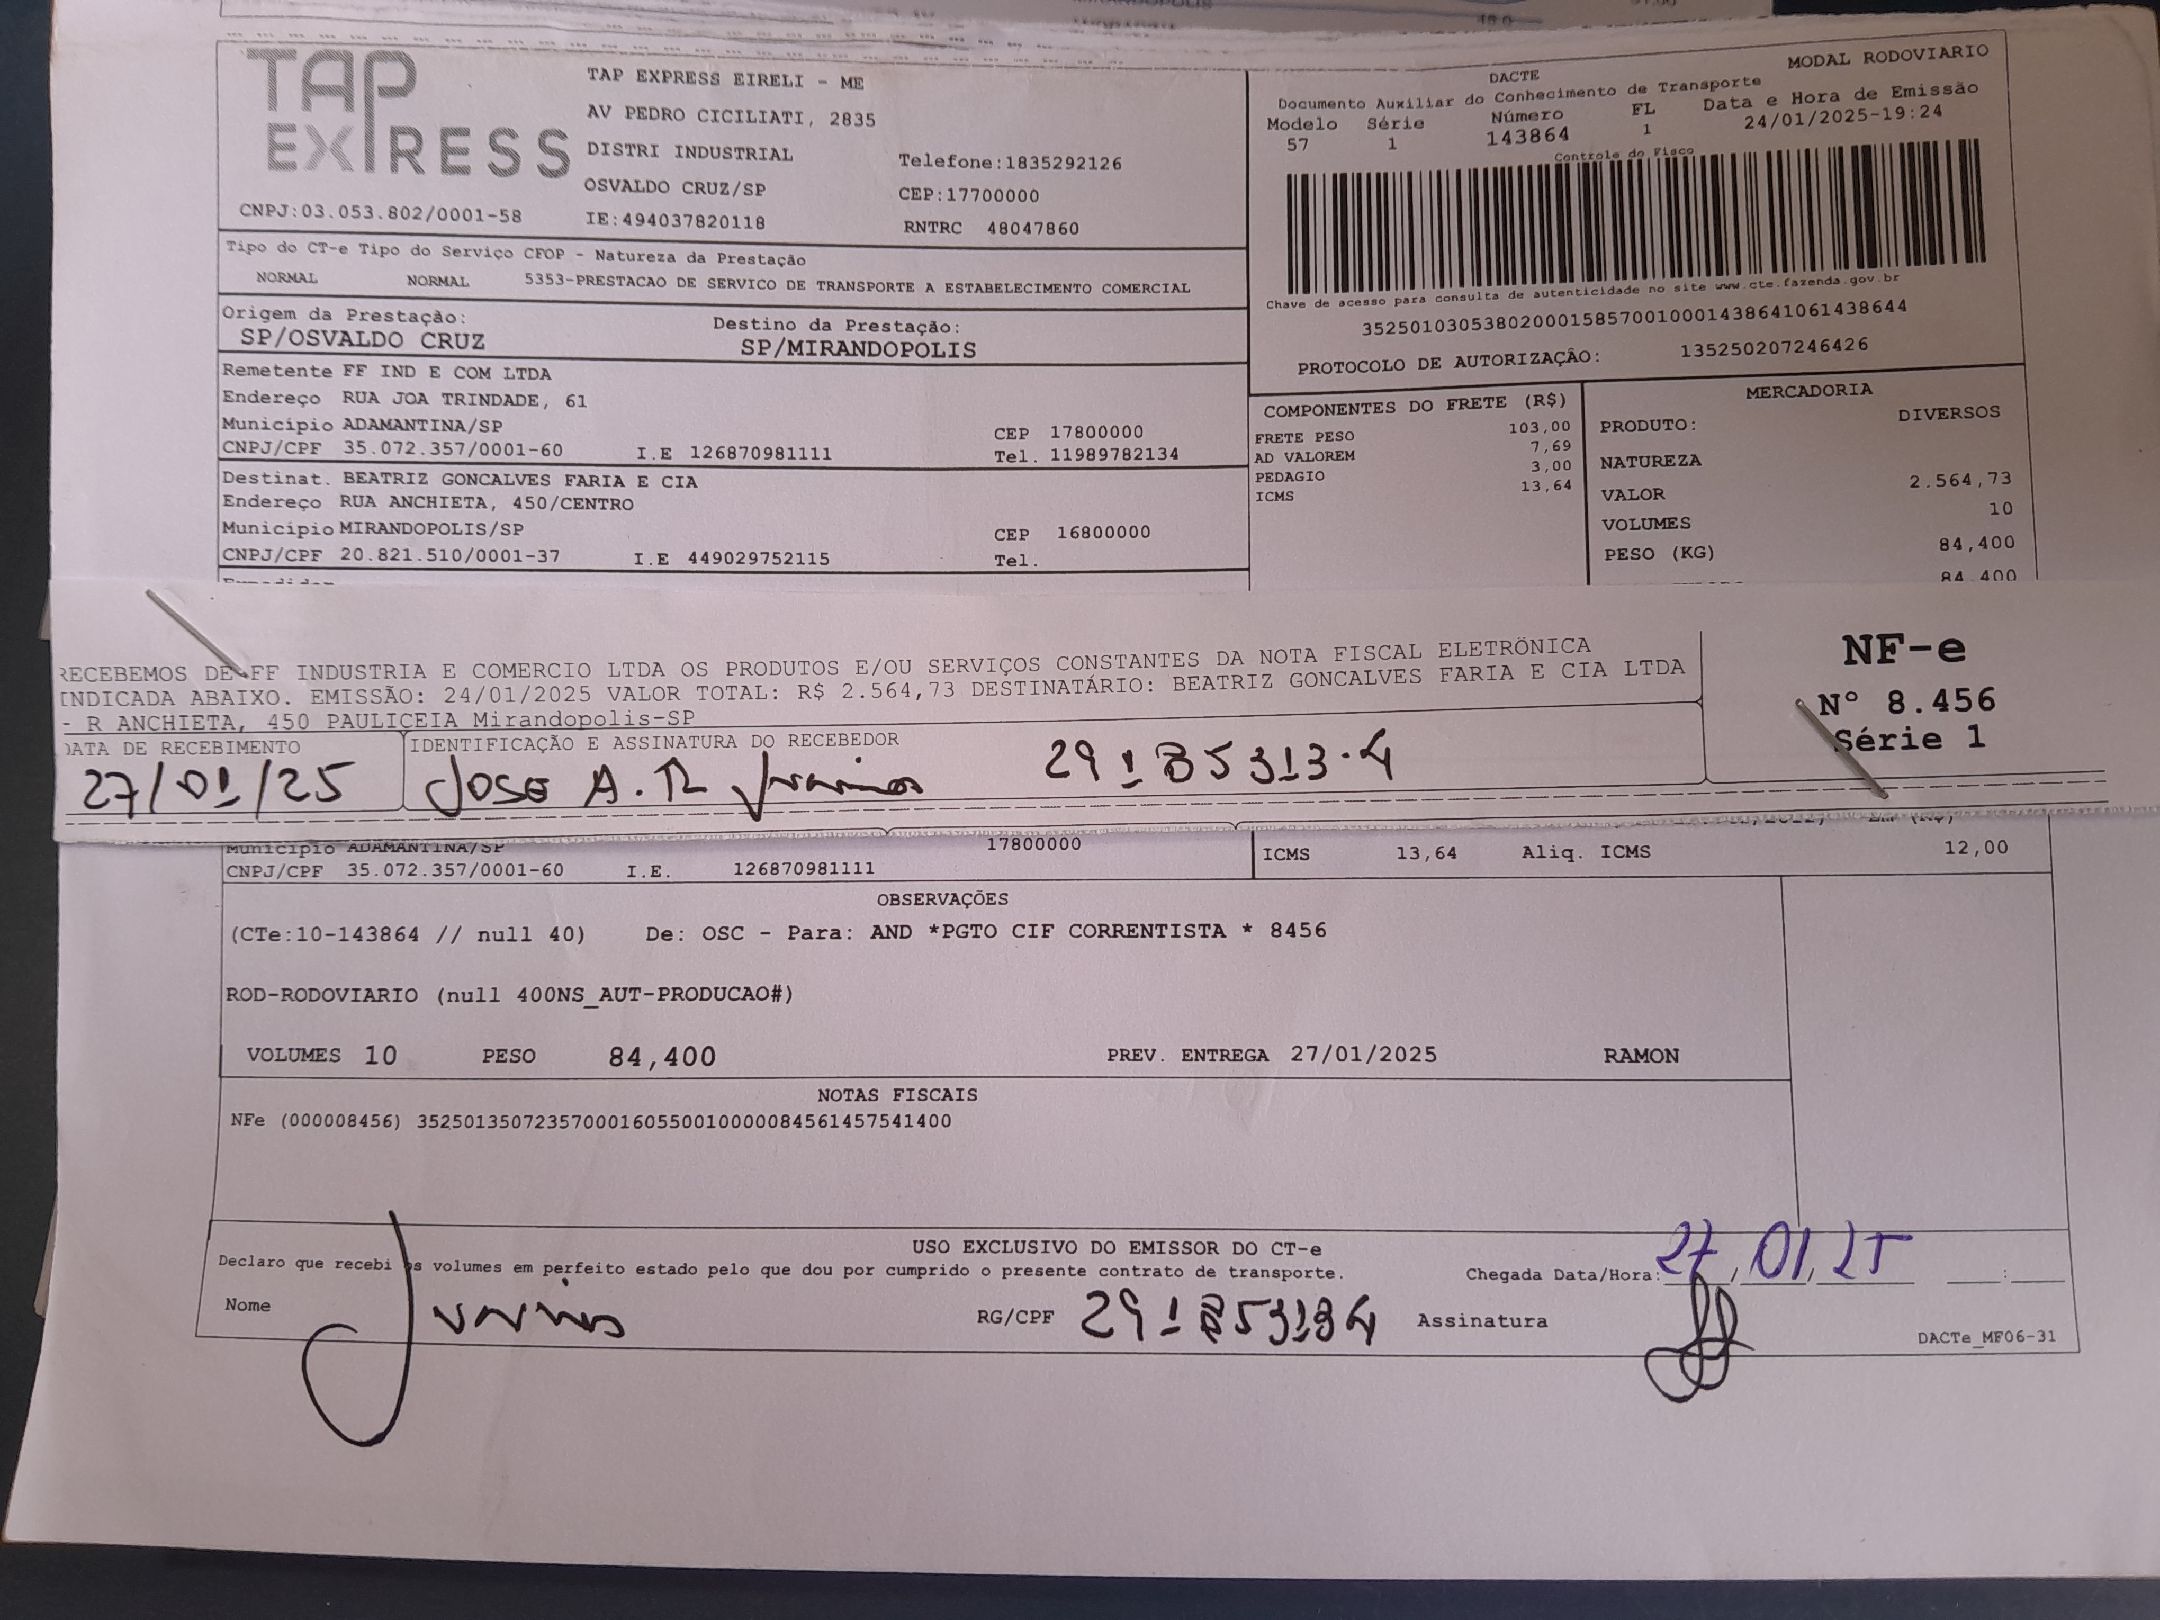 TAP EXPRESS
TAP EXPRESS EIRELI - ME
AV PEDRO CICILIATI, 2835
DISTRI INDUSTRIAL Telefone:1835292126
OSVALDO CRUZ/SP CEP:17700000
CNPJ:03.053.802/0001-58 IE:494037820118 RNTRC 48047860
DACTE MODAL RODOVIARIO
Documento Auxiliar do Conhecimento de Transporte
Modelo Série Número FL Data e Hora de Emissão
57 1 143864 1 24/01/2025-19:24
Controle do Fisco
Chave de acesso para consulta de autenticidade no site www.cte.fazenda.gov.br
35250103053802000158570010001438641061438644
PROTOCOLO DE AUTORIZAÇÃO: 135250207246426
Tipo do CT-e Tipo do Serviço CFOP - Natureza da Prestação
NORMAL NORMAL 5353-PRESTACAO DE SERVICO DE TRANSPORTE A ESTABELECIMENTO COMERCIAL
Origem da Prestação: Destino da Prestação:
SP/OSVALDO CRUZ SP/MIRANDOPOLIS
Remetente FF IND E COM LTDA
Endereço RUA JOA TRINDADE, 61
Município ADAMANTINA/SP CEP 17800000
CNPJ/CPF 35.072.357/0001-60 I.E 126870981111 Tel. 11989782134
Destinat. BEATRIZ GONCALVES FARIA E CIA
Endereço RUA ANCHIETA, 450/CENTRO
Município MIRANDOPOLIS/SP CEP 16800000
CNPJ/CPF 20.821.510/0001-37 I.E 449029752115 Tel.
COMPONENTES DO FRETE (R$)
FRETE PESO 103,00
AD VALOREM 7,69
PEDAGIO 3,00
ICMS 13,64
MERCADORIA
PRODUTO: DIVERSOS
NATUREZA
VALOR 2.564,73
VOLUMES 10
PESO (KG) 84,400
84,400
RECEBEMOS DE FF INDUSTRIA E COMERCIO LTDA OS PRODUTOS E/OU SERVIÇOS CONSTANTES DA NOTA FISCAL ELETRÔNICA
INDICADA ABAIXO. EMISSÃO: 24/01/2025 VALOR TOTAL: R$ 2.564,73 DESTINATÁRIO: BEATRIZ GONCALVES FARIA E CIA LTDA
- R ANCHIETA, 450 PAULICEIA Mirandopolis-SP
NF-e
Nº 8.456
Série 1
DATA DE RECEBIMENTO IDENTIFICAÇÃO E ASSINATURA DO RECEBEDOR
27/01/25 JOSE A. R Junior 29185313-4
Município ADAMANTINA/SP 17800000
CNPJ/CPF 35.072.357/0001-60 I.E. 126870981111
ICMS 13,64 Aliq. ICMS 12,00
OBSERVAÇÕES
(CTe:10-143864 // null 40) De: OSC - Para: AND *PGTO CIF CORRENTISTA * 8456
ROD-RODOVIARIO (null 400NS_AUT-PRODUCAO#)
VOLUMES 10 PESO 84,400 PREV. ENTREGA 27/01/2025 RAMON
NOTAS FISCAIS
NFe (000008456) 35250135072357000160550010000084561457541400
USO EXCLUSIVO DO EMISSOR DO CT-e
Declaro que recebi os volumes em perfeito estado pelo que dou por cumprido o presente contrato de transporte. Chegada Data/Hora: 27/01/25
Nome Junior RG/CPF 291853134 Assinatura
DACTe_MF06-31